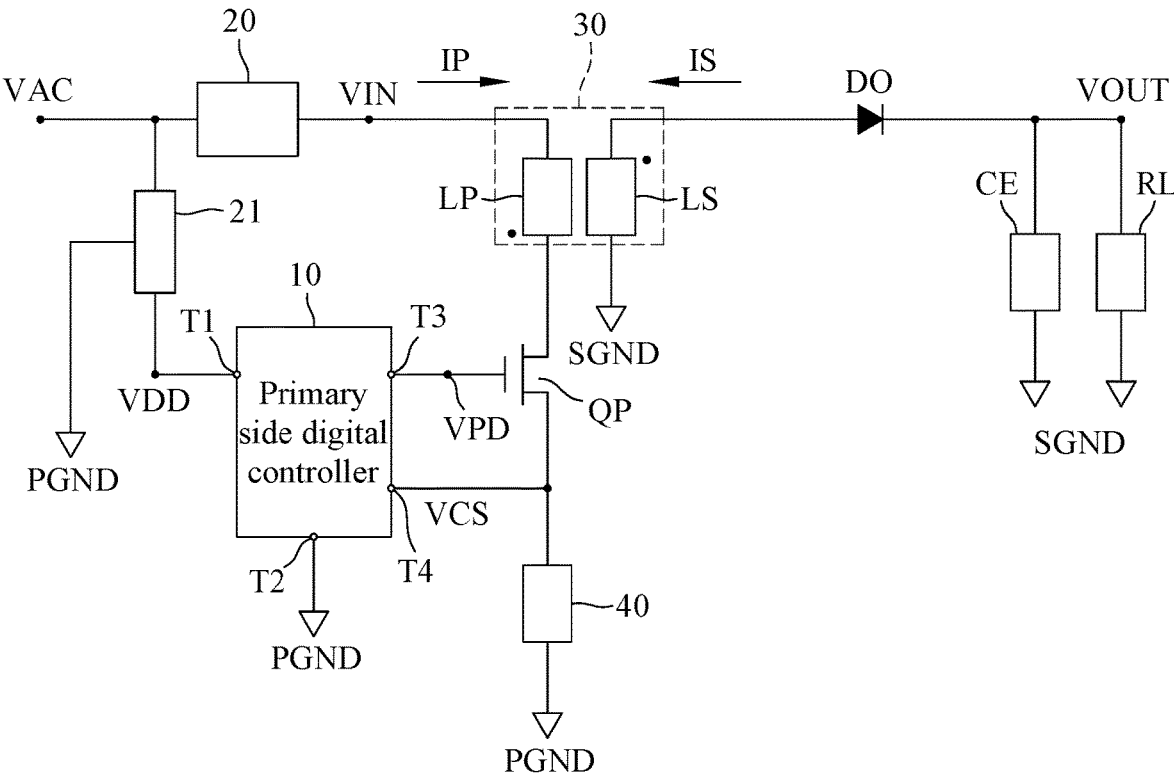 20
30
IP
IS
VAC
VIN
DO
VOUT
LP
LS
CE
RL
21
10
T1
T3
SGND
VDD
Primary
side digital
controller
VPD
QP
SGND
PGND
VCS
T2
T4
40
PGND
PGND